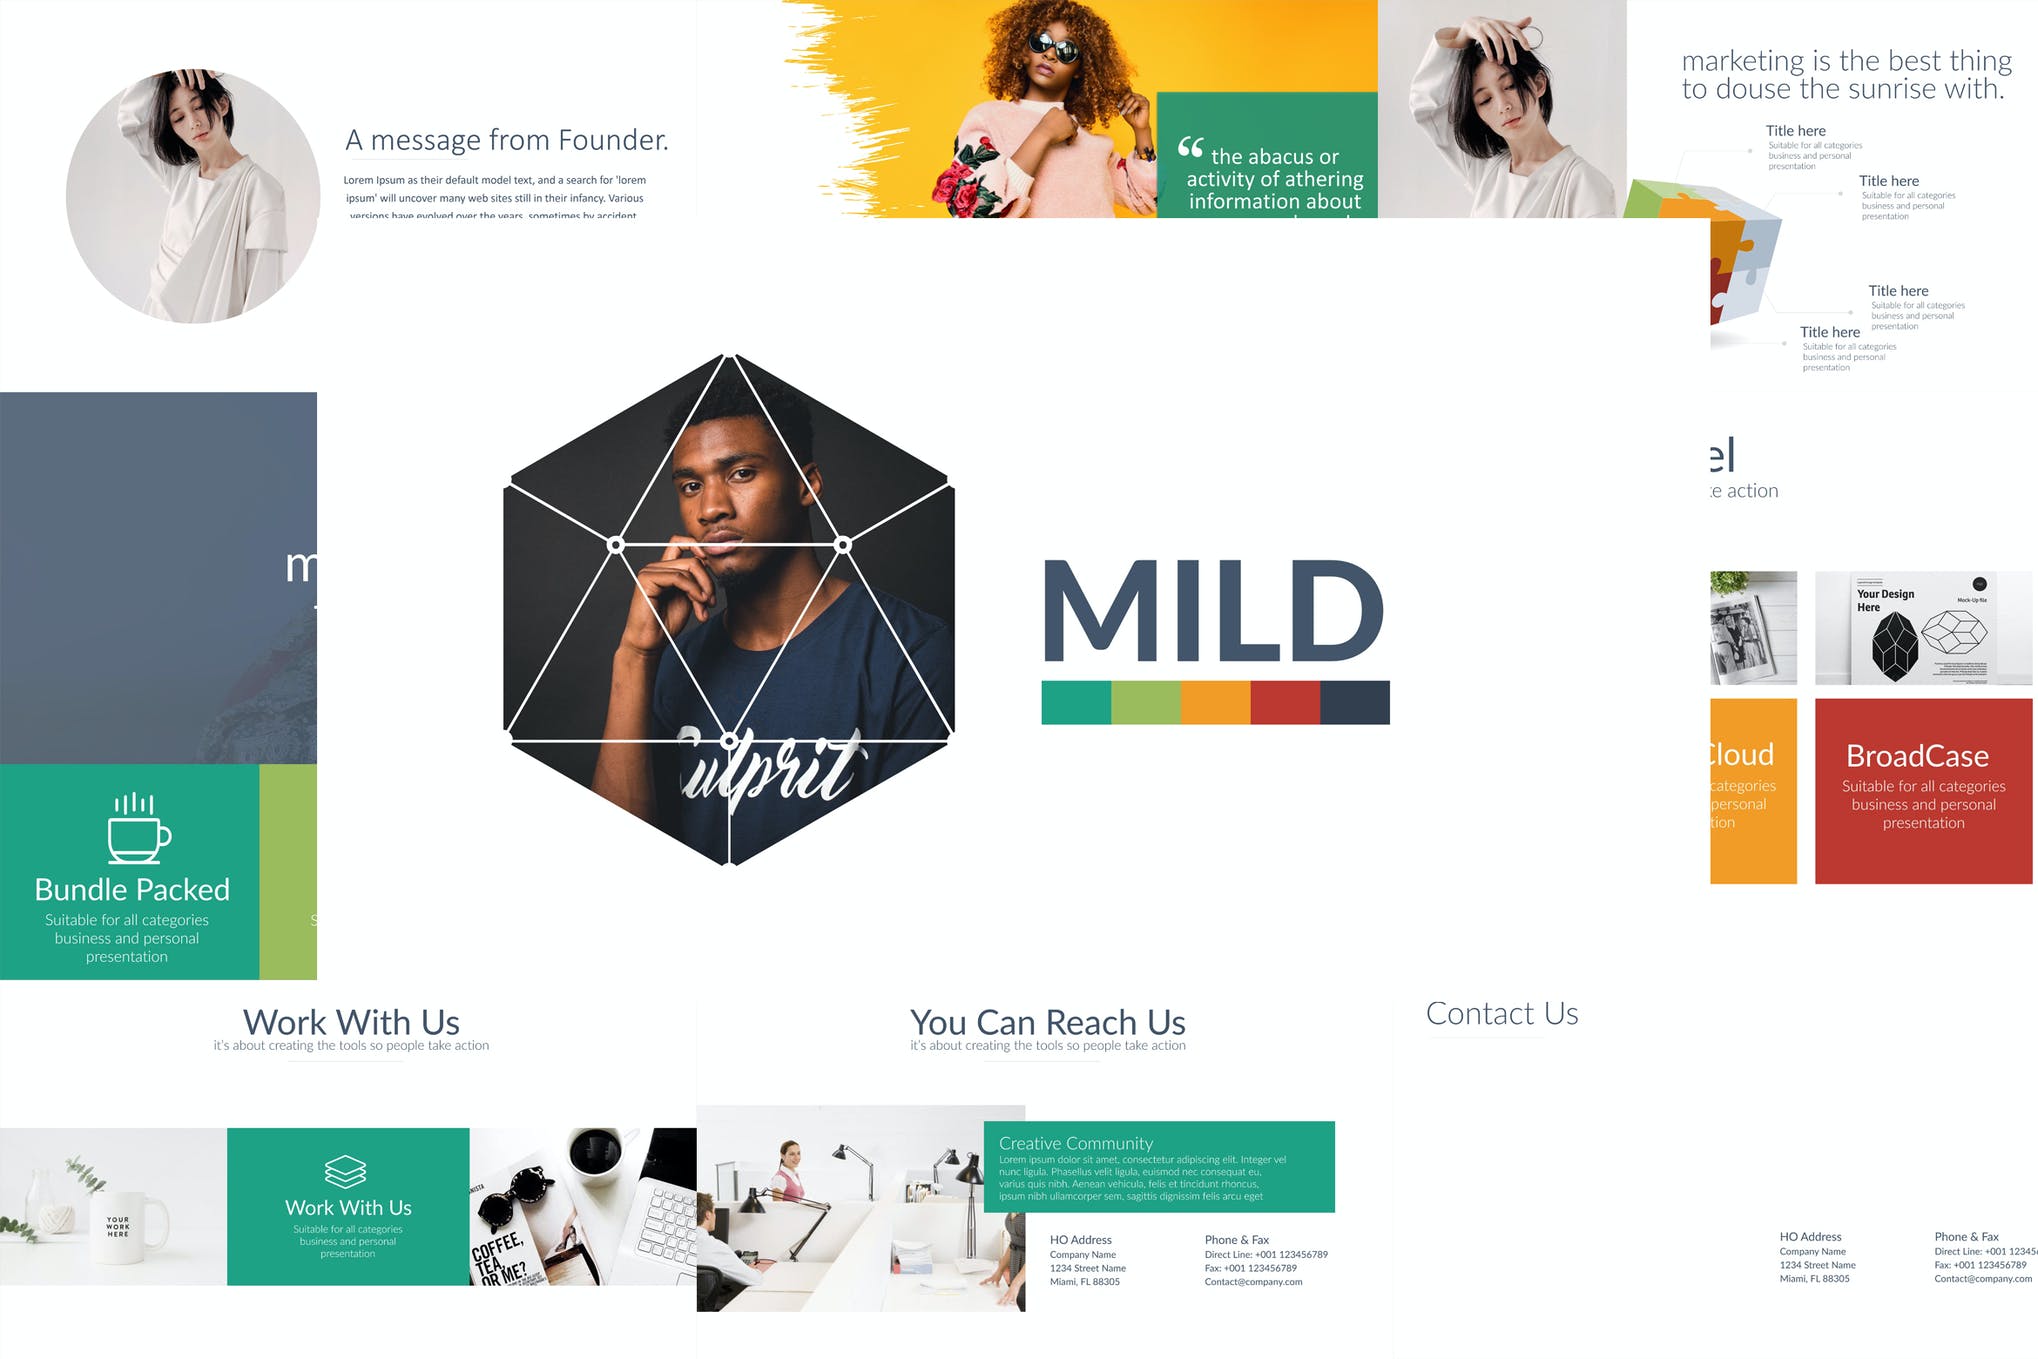 A message from Founder.
Lorem Ipsum as their default model text, and a search for 'lorem
ipsum' will uncover many web sites still in their infancy. Various
versions have evolved over the years, sometimes by accident
“ the abacus or
activity of athering
information about
marketing is the best thing
to douse the sunrise with.
Title here
Suitable for all categories
business and personal
presentation
Title here
Suitable for all categories
business and personal
presentation
Title here
Suitable for all categories
business and personal
presentation
Title here
Suitable for all categories
business and personal
presentation
m
el
action
Culprit
MILD
Your Design
Here
Mock-Up file
Cloud
categories
personal
tion
BroadCase
Suitable for all categories
business and personal
presentation
Bundle Packed
Suitable for all categories
business and personal
presentation
S
Work With Us
it's about creating the tools so people take action
YOUR
WORK
HERE
Work With Us
Suitable for all categories
business and personal
presentation
COFFEE,
TEA,
OR ME?
You Can Reach Us
it's about creating the tools so people take action
Creative Community
Lorem ipsum dolor sit amet, consectetur adipiscing elit. Integer vel
nunc ligula. Phasellus velit ligula, euismod nec consequat eu,
varius quis nibh. Aenean vehicula, felis et tincidunt rhoncus,
ipsum nibh ullamcorper sem, sagittis dignissim felis arcu eget
HO Address
Company Name
1234 Street Name
Miami, FL 88305
Phone & Fax
Direct Line: +001 123456789
Fax: +001 123456789
Contact@company.com
Contact Us
HO Address
Company Name
1234 Street Name
Miami, FL 88305
Phone & Fax
Direct Line: +001 12345
Fax: +001 123456789
Contact@company.com